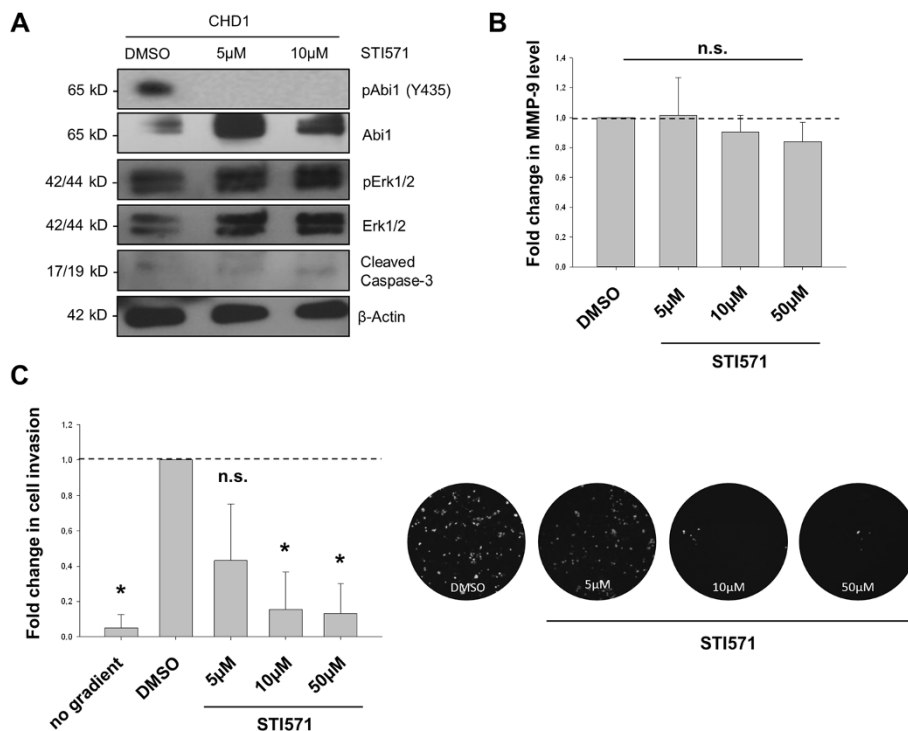 A
CHD1
DMSO 5µM 10µM STI571
65 kD pAbi1 (Y435)
65 kD Abi1
42/44 kD pErk1/2
42/44 kD Erk1/2
17/19 kD Cleaved
Caspase-3
42 kD β-Actin
B
Fold change in MMP-9 level
n.s.
1.4
1.2
1.0
0.8
0.6
0.4
0.2
0.0
DMSO 5µM 10µM 50µM
STI571
C
Fold change in cell invasion
1.2
1.0
0.8
0.6
0.4
0.2
0.0
n.s.
* * *
no gradient DMSO 5µM 10µM 50µM
STI571
DMSO 5µM 10µM 50µM
STI571